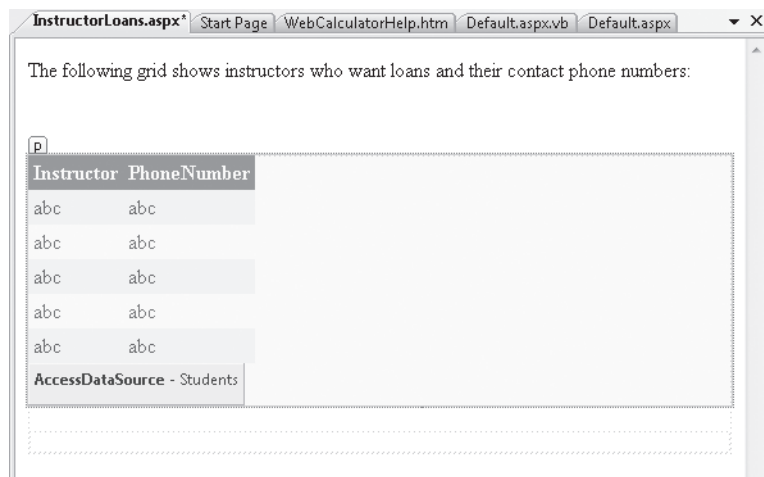 InstructorLoans.aspx* Start Page WebCalculatorHelp.htm Default.aspx.vb Default.aspx
The following grid shows instructors who want loans and their contact phone numbers:
p
Instructor PhoneNumber
abc abc
abc abc
abc abc
abc abc
abc abc
AccessDataSource - Students